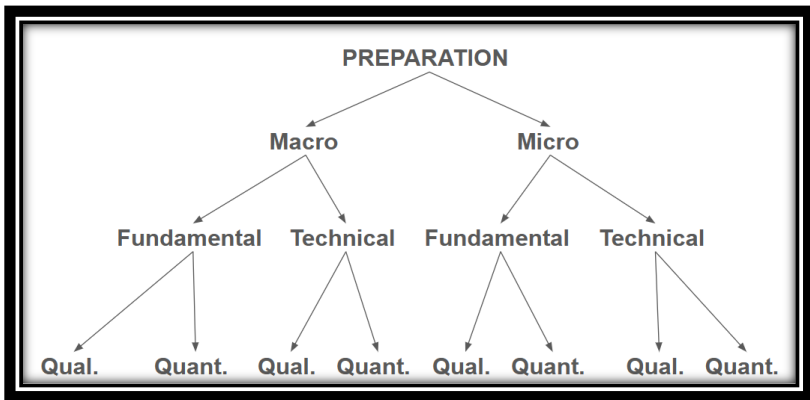 PREPARATION
Macro Micro
Fundamental Technical Fundamental Technical
Qual. Quant. Qual. Quant. Qual. Quant. Qual. Quant.